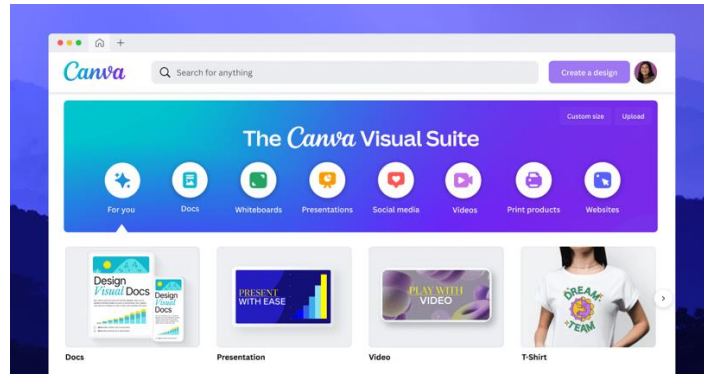 Canva
Search for anything
Create a design
Custom size
Upload
The Canva Visual Suite
For you
Docs
Whiteboards
Presentations
Social media
Videos
Print products
Websites
Design
Visual Docs
Design
Visual
Docs
PRESENT
WITH EASE
PLAY WITH
VIDEO
DREAM
TEAM
Docs
Presentation
Video
T-Shirt